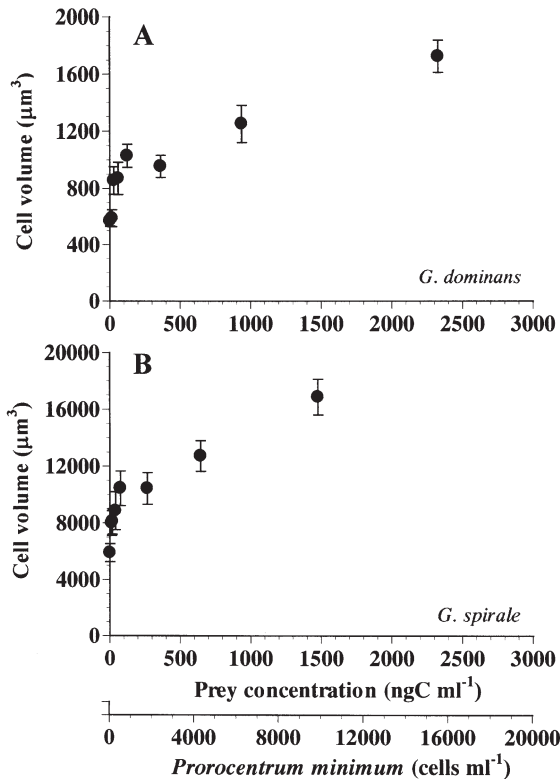 A
2000
1600
1200
800
400
0
Cell volume (μm³)
G. dominans
0 500 1000 1500 2000 2500 3000
B
20000
16000
12000
8000
4000
0
Cell volume (μm³)
G. spirale
0 500 1000 1500 2000 2500 3000
Prey concentration (ngC ml⁻¹)
0 4000 8000 12000 16000 20000
Prorocentrum minimum (cells ml⁻¹)